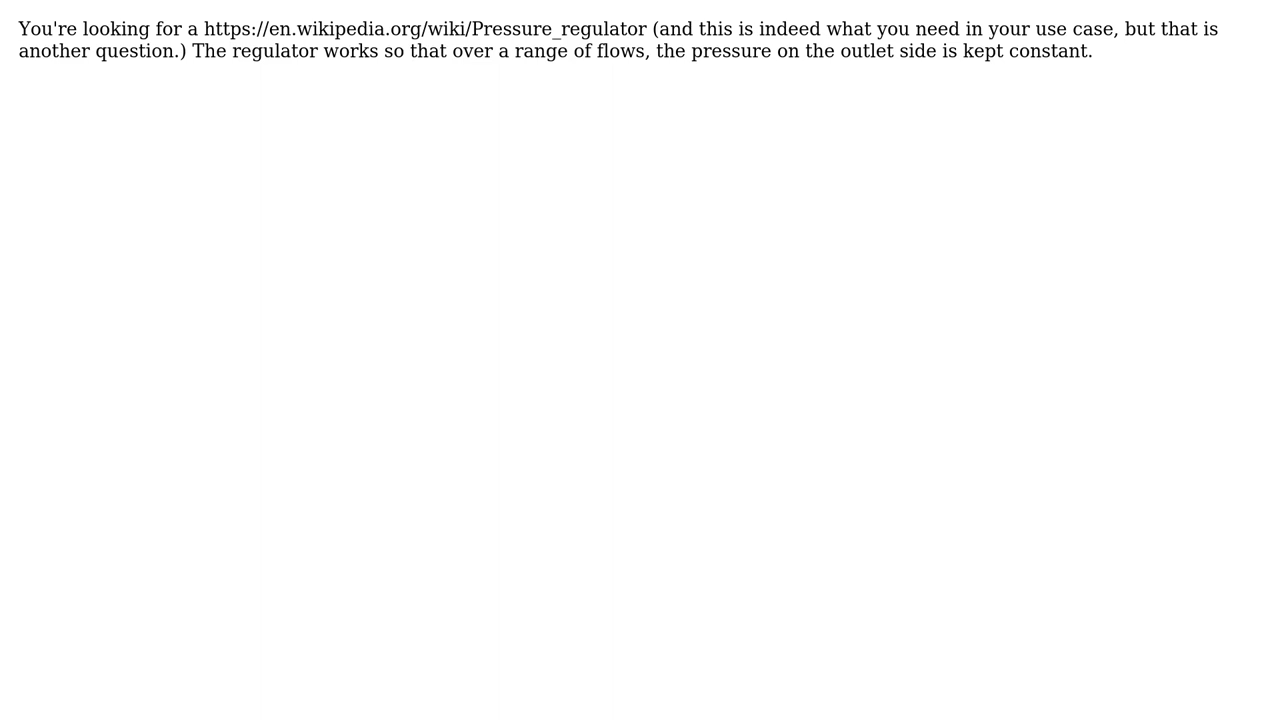 You're looking for a https://en.wikipedia.org/wiki/Pressure_regulator (and this is indeed what you need in your use case, but that is
another question.) The regulator works so that over a range of flows, the pressure on the outlet side is kept constant.